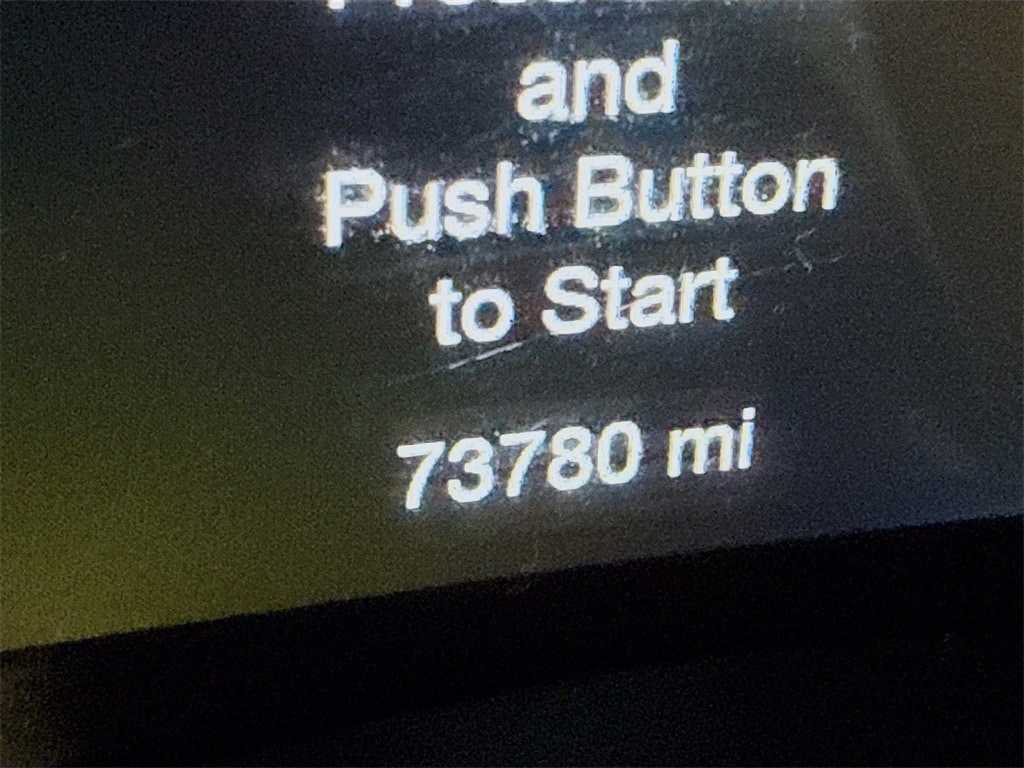 and
Push Button
to Start
73780 mi